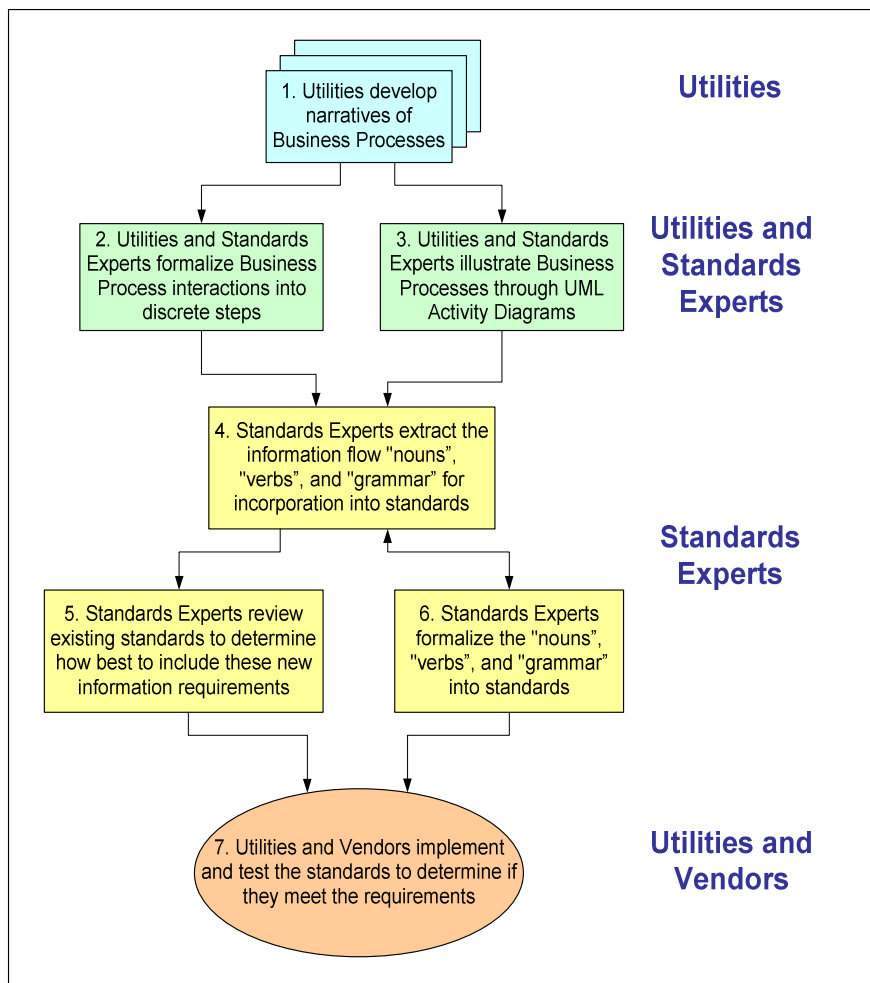 1. Utilities develop
narratives of
Business Processes
Utilities
2. Utilities and Standards
Experts formalize Business
Process interactions into
discrete steps
3. Utilities and Standards
Experts illustrate Business
Processes through UML
Activity Diagrams
Utilities and
Standards
Experts
4. Standards Experts extract the
information flow "nouns”,
"verbs”, and "grammar” for
incorporation into standards
Standards
Experts
5. Standards Experts review
existing standards to determine
how best to include these new
information requirements
6. Standards Experts
formalize the "nouns”,
"verbs”, and "grammar”
into standards
7. Utilities and Vendors implement
and test the standards to determine if
they meet the requirements
Utilities and
Vendors